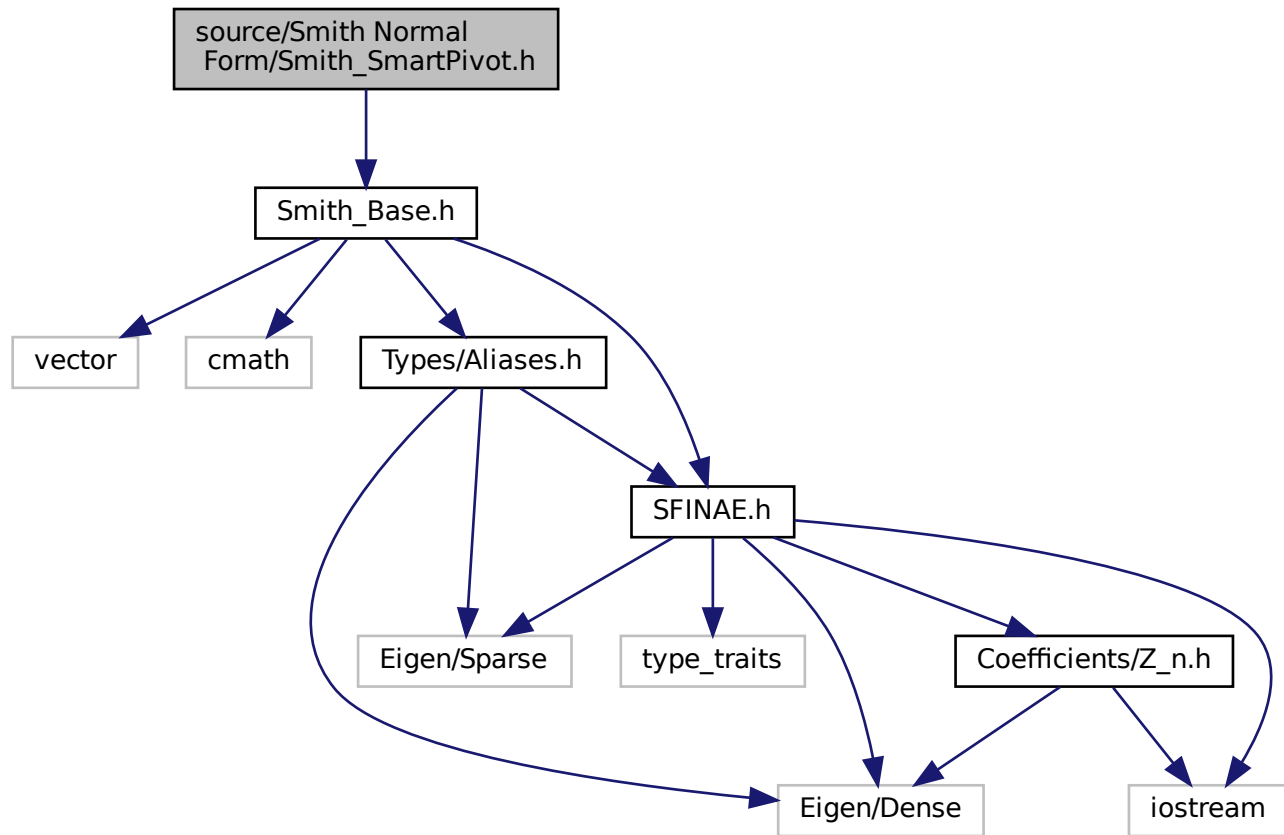 source/Smith Normal
Form/Smith_SmartPivot.h
Smith_Base.h
vector
cmath
Types/Aliases.h
SFINAE.h
Eigen/Sparse
type_traits
Coefficients/Z_n.h
Eigen/Dense
iostream